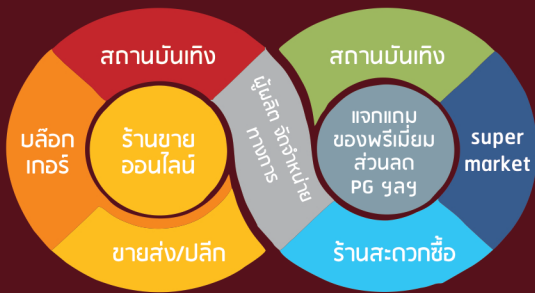 สถานบันเทิง
บล๊อก
เกอร์
ร้านขาย
ออนไลน์
ขายส่ง/ปลีก
ผู้ผลิต จัดจำหน่าย
ทางการ
สถานบันเทิง
แจกแถม
ของพรีเมี่ยม
ส่วนลด
PG ฯลฯ
super
market
ร้านสะดวกซื้อ